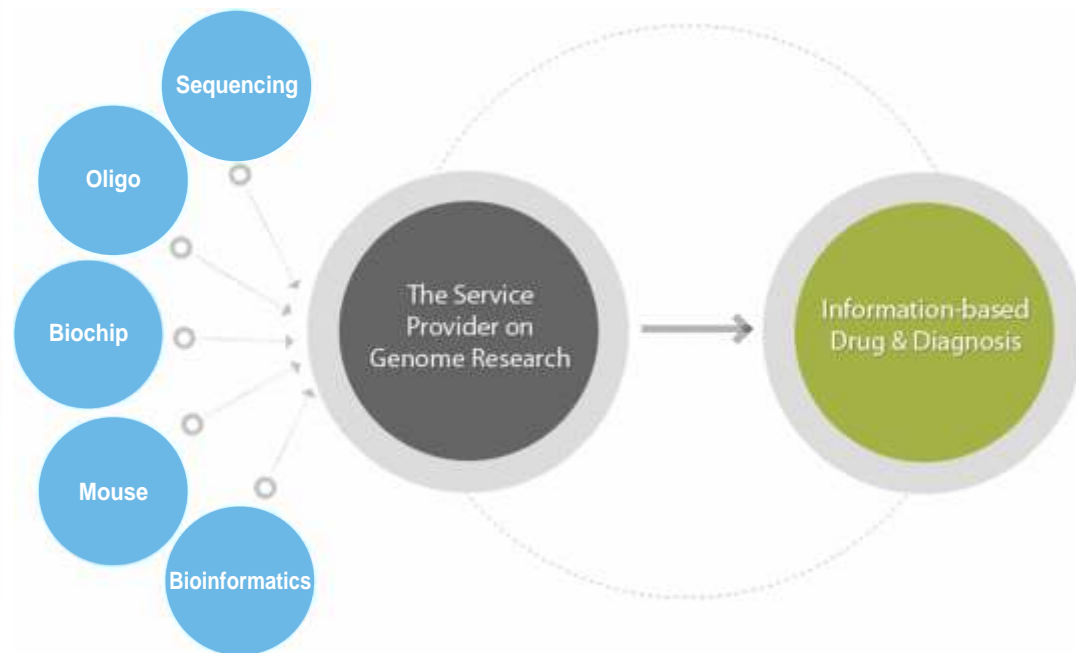 Sequencing
Oligo
Biochip
Mouse
Bioinformatics
The Service
Provider on
Genome Research
Information-based
Drug & Diagnosis